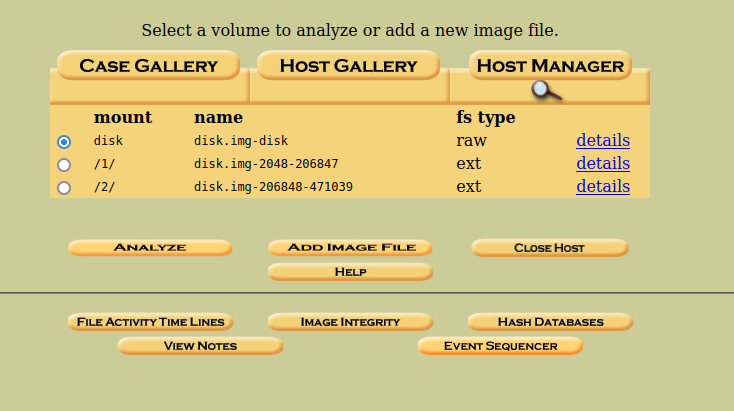 Select a volume to analyze or add a new image file.
CASE GALLERY HOST GALLERY HOST MANAGER
mount name fs type
disk disk.img-disk raw details
/1/ disk.img-2048-206847 ext details
/2/ disk.img-206848-471039 ext details
ANALYZE ADD IMAGE FILE CLOSE HOST
HELP
FILE ACTIVITY TIME LINES IMAGE INTEGRITY HASH DATABASES
VIEW NOTES EVENT SEQUENCER